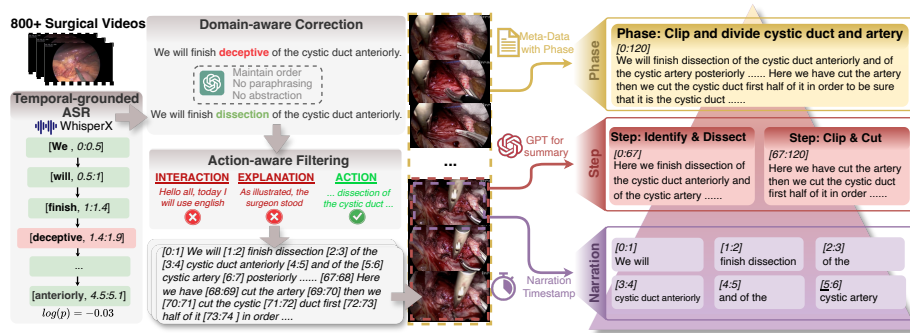 800+ Surgical Videos
Temporal-grounded
ASR
WhisperX
[We , 0:0.5]
[will, 0.5:1]
[finish, 1:1.4]
[deceptive, 1.4:1.9]
...
[anteriorly, 4.5:5.1]
log(p) = −0.03
Domain-aware Correction
We will finish deceptive of the cystic duct anteriorly.
Maintain order
No paraphrasing
No abstraction
We will finish dissection of the cystic duct anteriorly.
Action-aware Filtering
INTERACTION
Hello all, today I
will use english
EXPLANATION
As illustrated, the
surgeon stood
ACTION
... dissection of
the cystic duct ...
[0:1] We will [1:2] finish dissection [2:3] of the
[3:4] cystic duct anteriorly [4:5] and of the [5:6]
cystic artery [6:7] posteriorly ...... [67:68] Here
we have [68:69] cut the artery [69:70] then we
[70:71] cut the cystic [71:72] duct first [72:73]
half of it [73:74 ] in order ....
...
Meta-Data
with Phase
GPT for
summary
Narration
Timestamp
Phase
Phase: Clip and divide cystic duct and artery
[0:120]
We will finish dissection of the cystic duct anteriorly and of
the cystic artery posteriorly ...... Here we have cut the artery
then we cut the cystic duct first half of it in order to be sure
that it is the cystic duct ......
Step
Step: Identify & Dissect
[0:67]
Here we finish dissection
of the cystic duct
anteriorly and of
the cystic artery ......
Step: Clip & Cut
[67:120]
Here we have cut the artery
then we cut the cystic duct
first half of it in order ......
Narration
[0:1]
We will
[1:2]
finish dissection
[2:3]
of the
[3:4]
cystic duct anteriorly
[4:5]
and of the
[5:6]
cystic artery